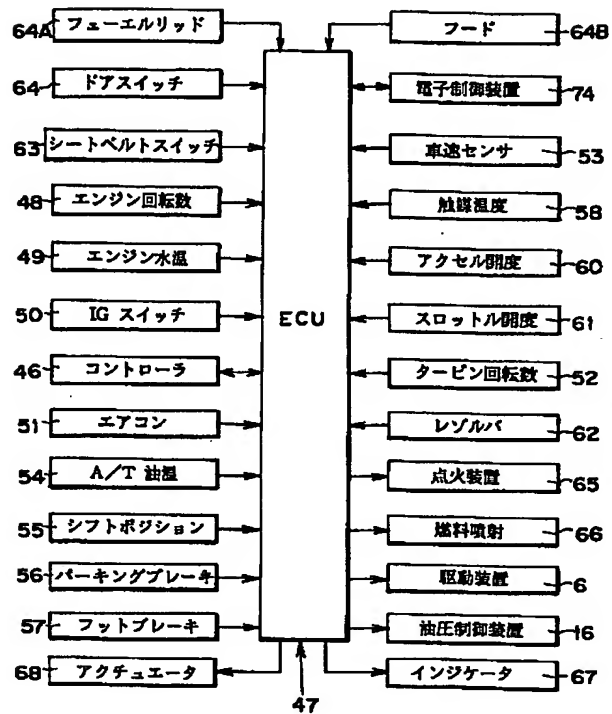 64A フューエルリッド
フード 64B
64 ドアスイッチ
電子制御装置 74
63 シートベルトスイッチ
車速センサ 53
48 エンジン回転数
触媒温度 58
49 エンジン水温
アクセル開度 60
50 IG スイッチ
ECU
スロットル開度 61
46 コントローラ
タービン回転数 52
51 エアコン
レゾルバ 62
54 A/T 油温
点火装置 65
55 シフトポジション
燃料噴射 66
56 パーキングブレーキ
駆動装置 6
57 フットブレーキ
油圧制御装置 16
68 アクチュエータ
インジケータ 67
47